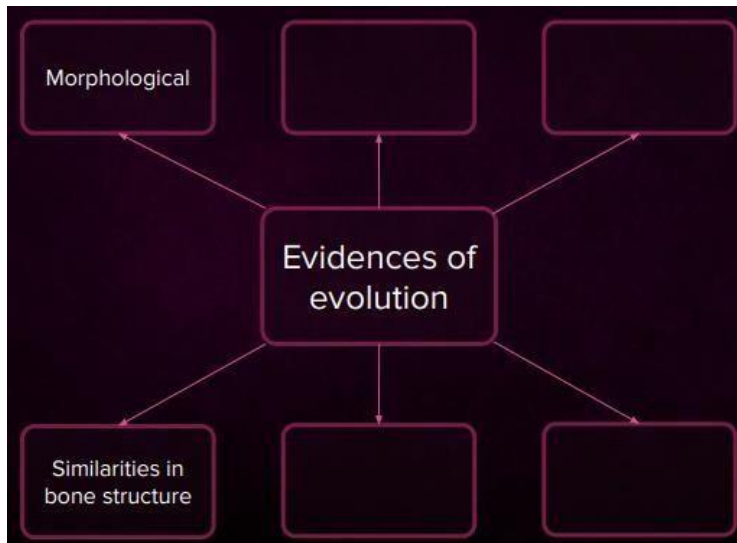 Morphological
Evidences of
evolution
Similarities in
bone structure